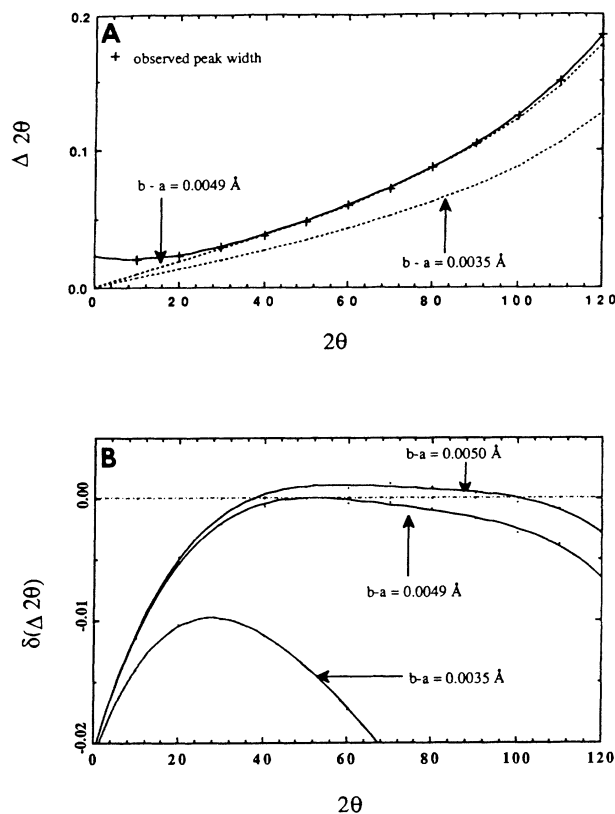 A
+ observed peak width
0.2
0.1
0.0
Δ 2θ
b - a = 0.0049 Å
b - a = 0.0035 Å
0 20 40 60 80 100 120
2θ
B
b-a = 0.0050 Å
0.00
-0.01
-0.02
δ(Δ 2θ)
b-a = 0.0049 Å
b-a = 0.0035 Å
0 20 40 60 80 100 120
2θ